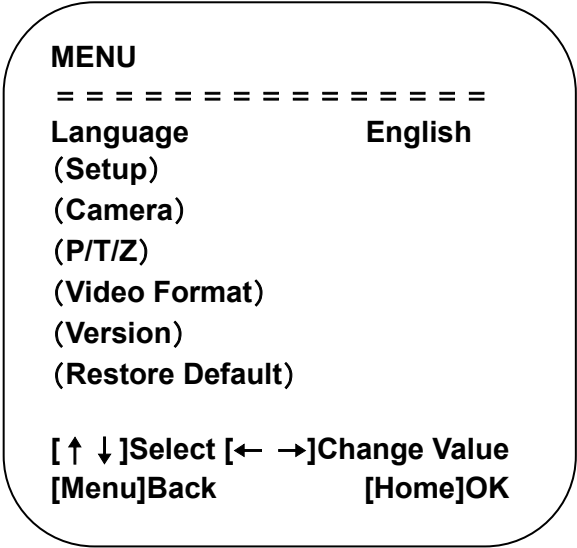 MENU
= = = = = = = = = = = = = = =
Language English
（Setup）
（Camera）
（P/T/Z）
（Video Format）
（Version）
（Restore Default）
[↑ ↓]Select [← →]Change Value
[Menu]Back [Home]OK